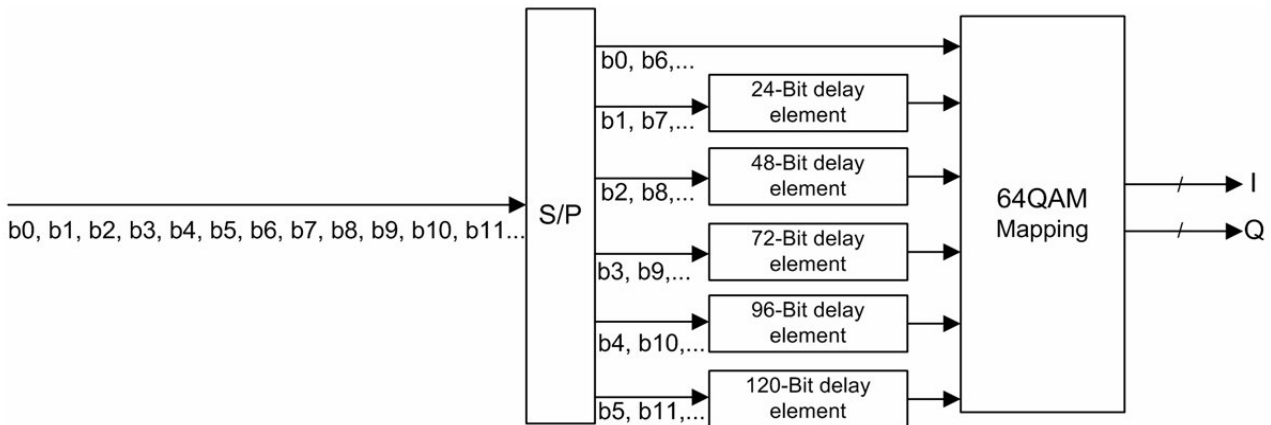 b0, b6,...
24-Bit delay
element
b1, b7,...
48-Bit delay
element
b2, b8,...
S/P
64QAM
Mapping
I
Q
b0, b1, b2, b3, b4, b5, b6, b7, b8, b9, b10, b11...
72-Bit delay
element
b3, b9,...
96-Bit delay
element
b4, b10,...
120-Bit delay
element
b5, b11,...